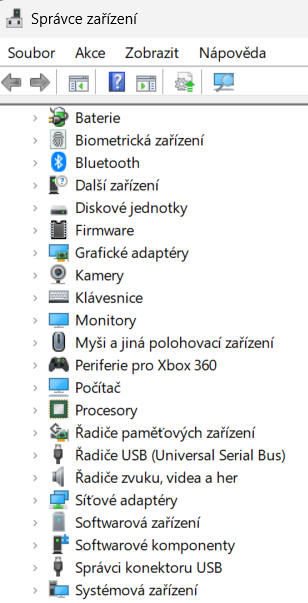 Správce zařízení
Soubor Akce Zobrazit Nápověda
Baterie
Biometrická zařízení
Bluetooth
Další zařízení
Diskové jednotky
Firmware
Grafické adaptéry
Kamery
Klávesnice
Monitory
Myši a jiná polohovací zařízení
Periferie pro Xbox 360
Počítač
Procesory
Řadiče paměťových zařízení
Řadiče USB (Universal Serial Bus)
Řadiče zvuku, videa a her
Síťové adaptéry
Softwarová zařízení
Softwarové komponenty
Správci konektoru USB
Systémová zařízení